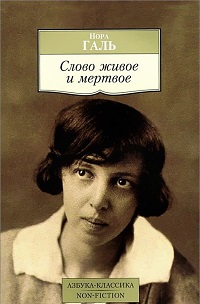 Нора
ГАЛЬ
Слово живое
и мертвое
АЗБУКА-КЛАССИКА
NON-FICTION